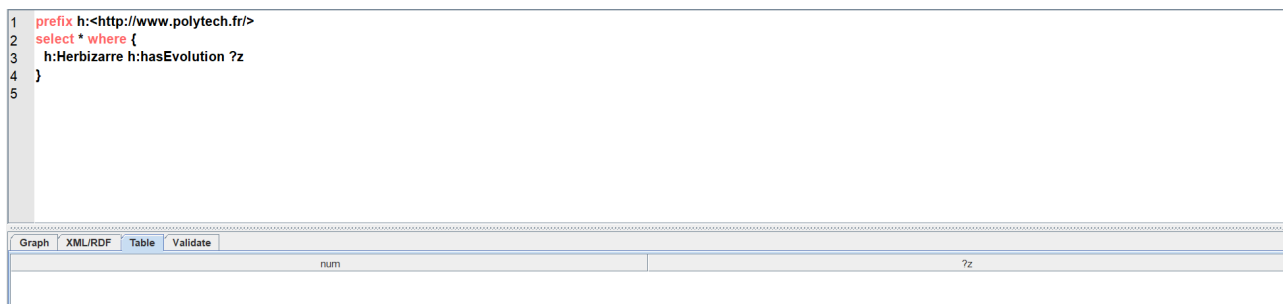 1 prefix h:<http://www.polytech.fr/>
2 select * where {
3 h:Herbizarre h:hasEvolution ?z
4 }
5
Graph XML/RDF Table Validate
num ?z